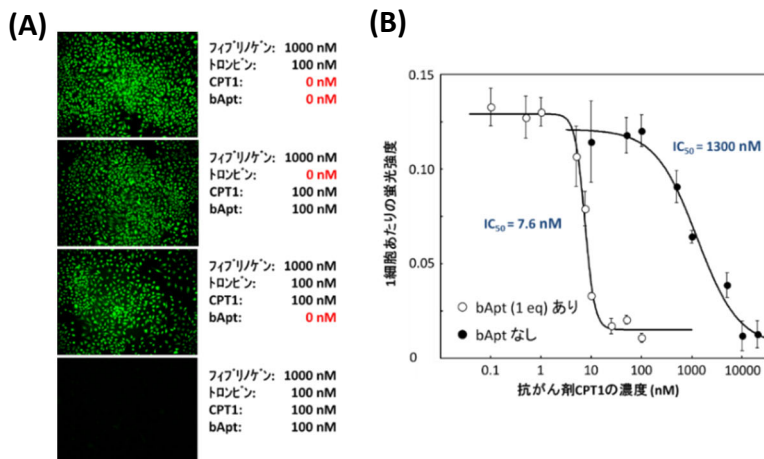 (A)
フィブリノゲン: 1000 nM
トロンビン: 100 nM
CPT1: 0 nM
bApt: 0 nM
フィブリノゲン: 1000 nM
トロンビン: 0 nM
CPT1: 100 nM
bApt: 100 nM
フィブリノゲン: 1000 nM
トロンビン: 100 nM
CPT1: 100 nM
bApt: 0 nM
フィブリノゲン: 1000 nM
トロンビン: 100 nM
CPT1: 100 nM
bApt: 100 nM
(B)
1細胞あたりの蛍光強度
0.15
0.10
0.05
0
IC50 = 1300 nM
IC50 = 7.6 nM
○ bApt (1 eq) あり
● bApt なし
0.1 1 10 100 1000 10000
抗がん剤CPT1の濃度 (nM)